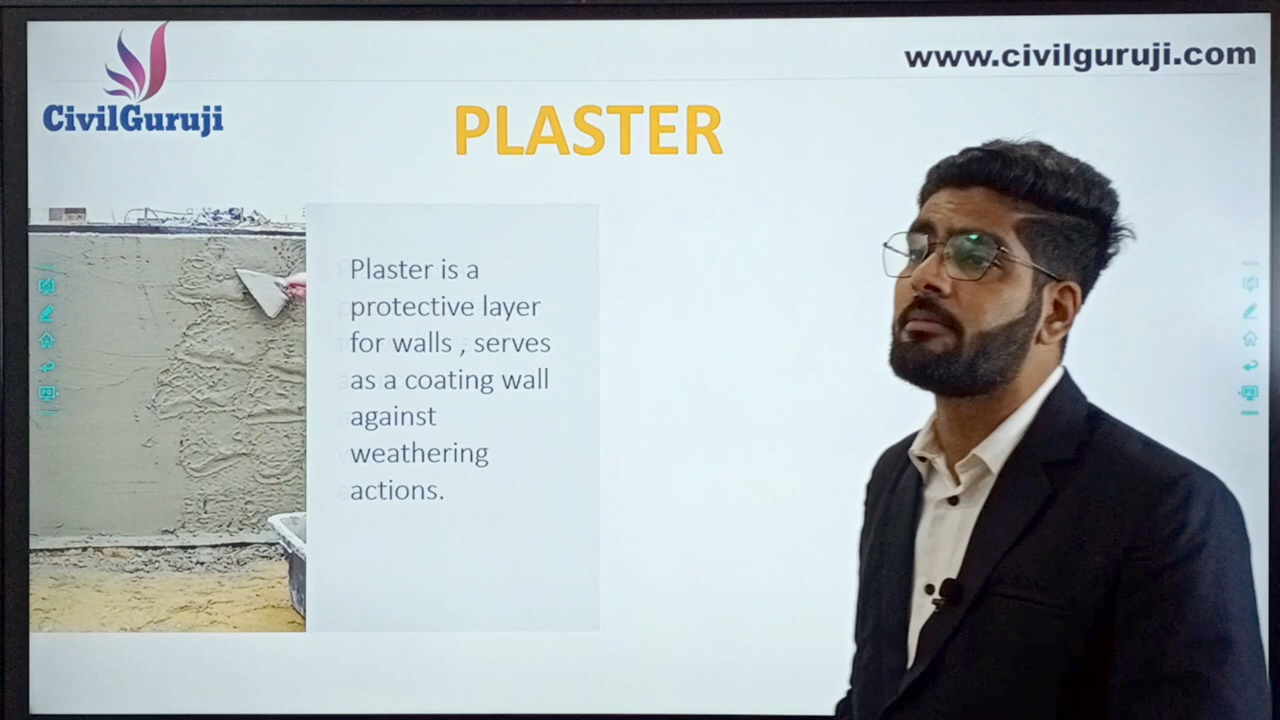 CivilGuruji
www.civilguruji.com
PLASTER
Plaster is a
protective layer
for walls , serves
as a coating wall
against
weathering
actions.